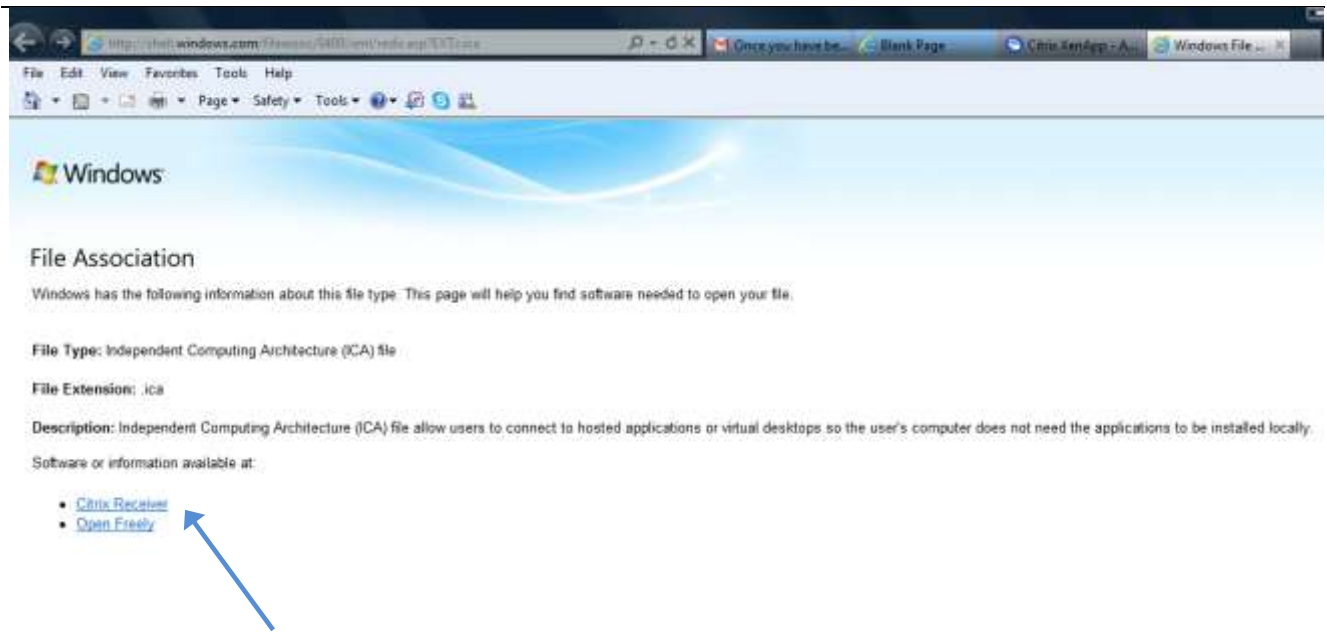 windows.com
Once you have be...
Blank Page
Citrix XenApp - A...
Windows File ...
File Edit View Favorites Tools Help
Page Safety Tools
Windows
File Association
Windows has the following information about this file type. This page will help you find software needed to open your file.
File Type: Independent Computing Architecture (ICA) file
File Extension: .ica
Description: Independent Computing Architecture (ICA) file allow users to connect to hosted applications or virtual desktops so the user's computer does not need the applications to be installed locally.
Software or information available at:
Citrix Receiver
Open Freely